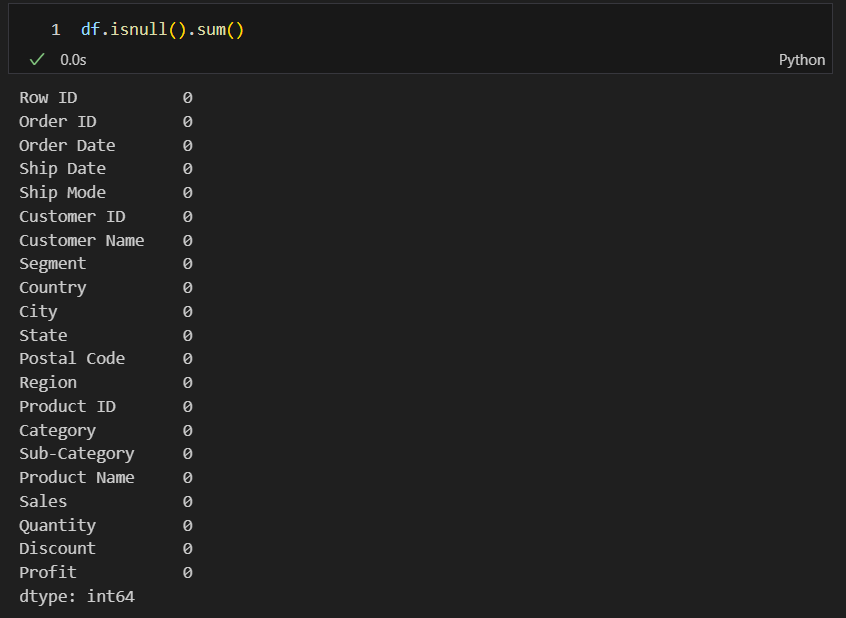 1 df.isnull().sum()
0.0s Python
Row ID 0
Order ID 0
Order Date 0
Ship Date 0
Ship Mode 0
Customer ID 0
Customer Name 0
Segment 0
Country 0
City 0
State 0
Postal Code 0
Region 0
Product ID 0
Category 0
Sub-Category 0
Product Name 0
Sales 0
Quantity 0
Discount 0
Profit 0
dtype: int64